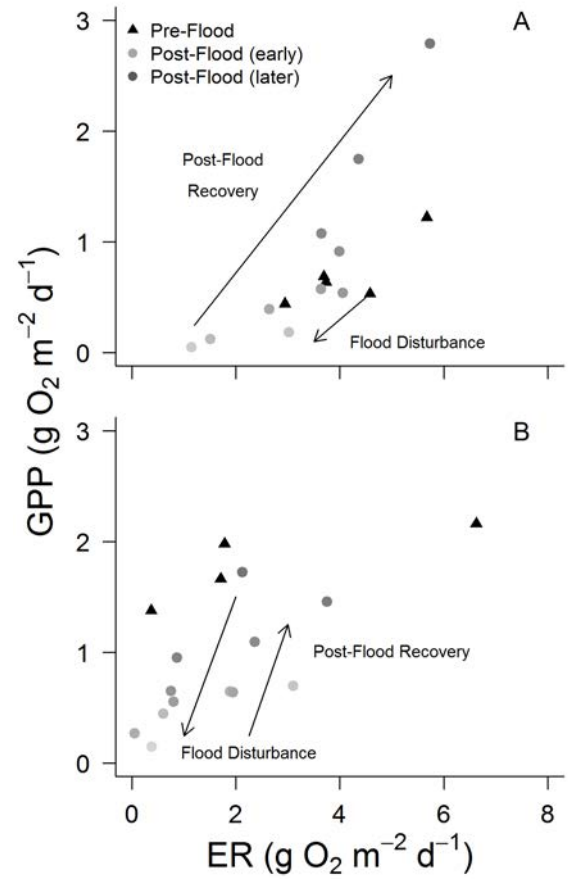 A
Pre-Flood
Post-Flood (early)
Post-Flood (later)
3
2
1
0
Post-Flood
Recovery
Flood Disturbance
GPP (g O₂ m⁻² d⁻¹)
B
3
2
1
0
Post-Flood Recovery
Flood Disturbance
0 2 4 6 8
ER (g O₂ m⁻² d⁻¹)